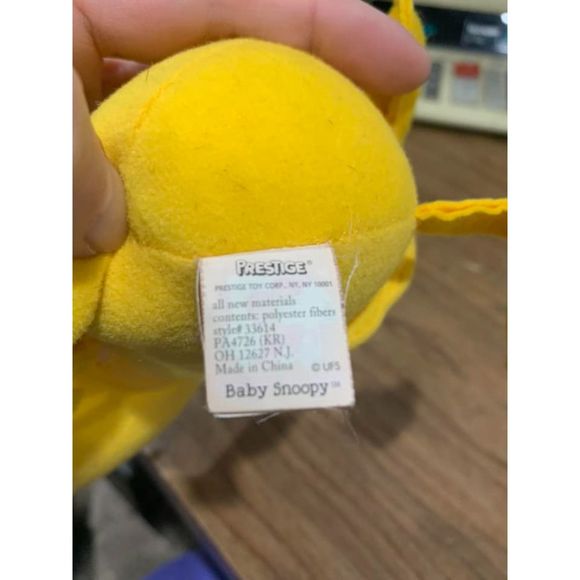 PRESTIGE®
PRESTIGE TOY CORP., NY, NY 10001
all new materials
contents: polyester fibers
style# 33614
PA4726 (KR)
OH 12627 N.J.
Made in China © UFS
Baby Snoopy™